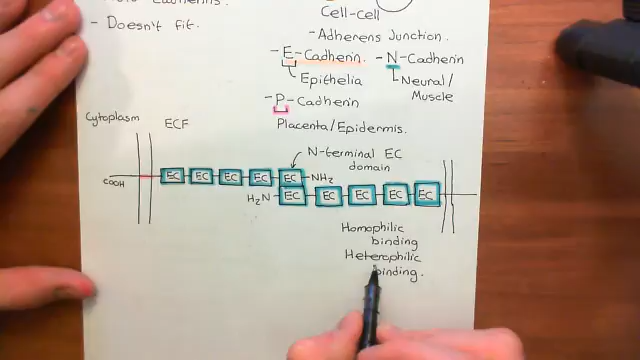 Cell-cell
- Doesn't fit.
-Adherens Junction.
-E-Cadherin. -N-Cadherin
Epithelia
Neural/
Muscle
-P-Cadherin
Placenta/Epidermis.
Cytoplasm
ECF
N-terminal EC
domain
COOH
EC EC EC EC EC -NH2
H2N- EC EC EC EC EC
Homophilic
binding
Heterophilic
binding.